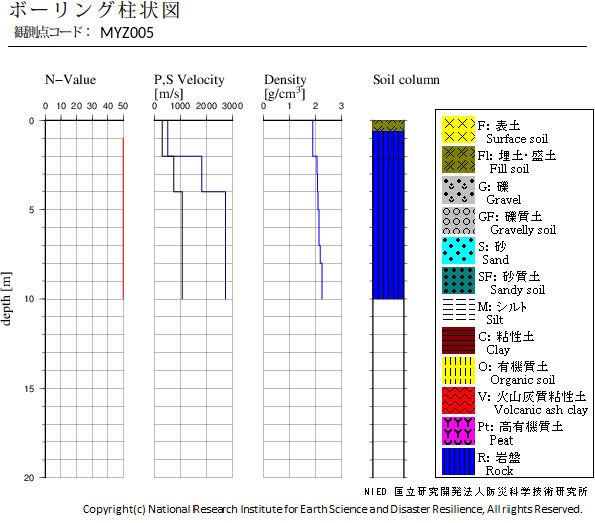 ボーリング柱状図
観測点コード： MYZ005
N-Value
0 10 20 30 40 50
P,S Velocity
[m/s]
0 1000 2000 3000
Density
[g/cm³]
0 1 2 3
Soil column
depth [m]
0
5
10
15
20
F: 表土
Surface soil
Fl: 埋土・盛土
Fill soil
G: 礫
Gravel
GF: 礫質土
Gravelly soil
S: 砂
Sand
SF: 砂質土
Sandy soil
M: シルト
Silt
C: 粘性土
Clay
O: 有機質土
Organic soil
V: 火山灰質粘性土
Volcanic ash clay
Pt: 高有機質土
Peat
R: 岩盤
Rock
NIED 国立研究開発法人防災科学技術研究所
Copyright(c) National Research Institute for Earth Science and Disaster Resilience, All rights Reserved.